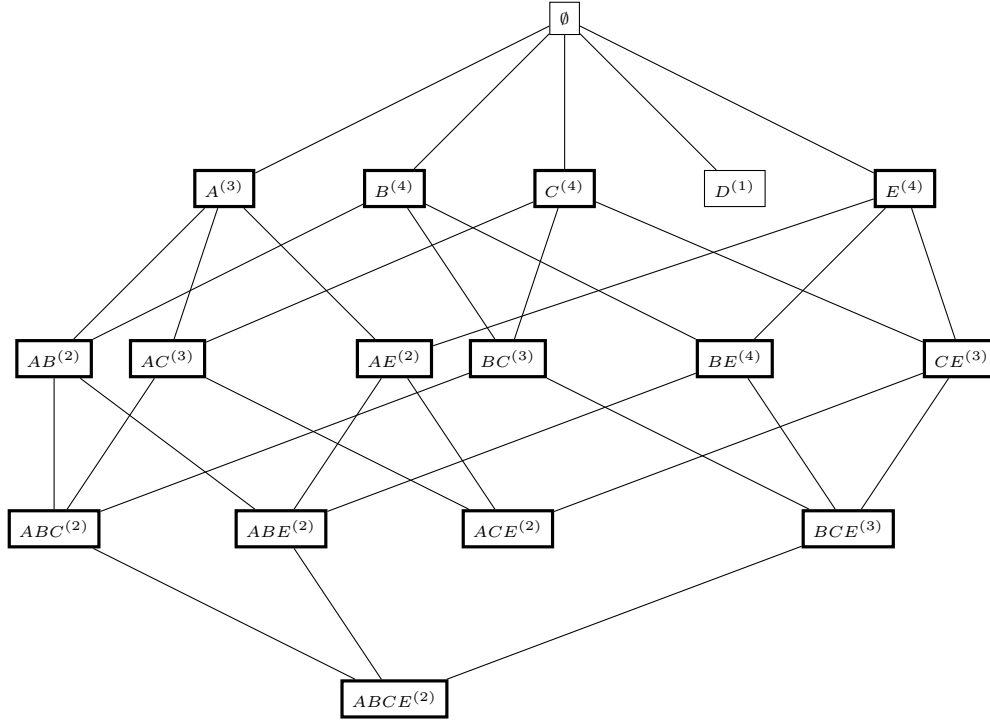 ∅
A⁽³⁾ B⁽⁴⁾ C⁽⁴⁾ D⁽¹⁾ E⁽⁴⁾
AB⁽²⁾ AC⁽³⁾ AE⁽²⁾ BC⁽³⁾ BE⁽⁴⁾ CE⁽³⁾
ABC⁽²⁾ ABE⁽²⁾ ACE⁽²⁾ BCE⁽³⁾
ABCE⁽²⁾